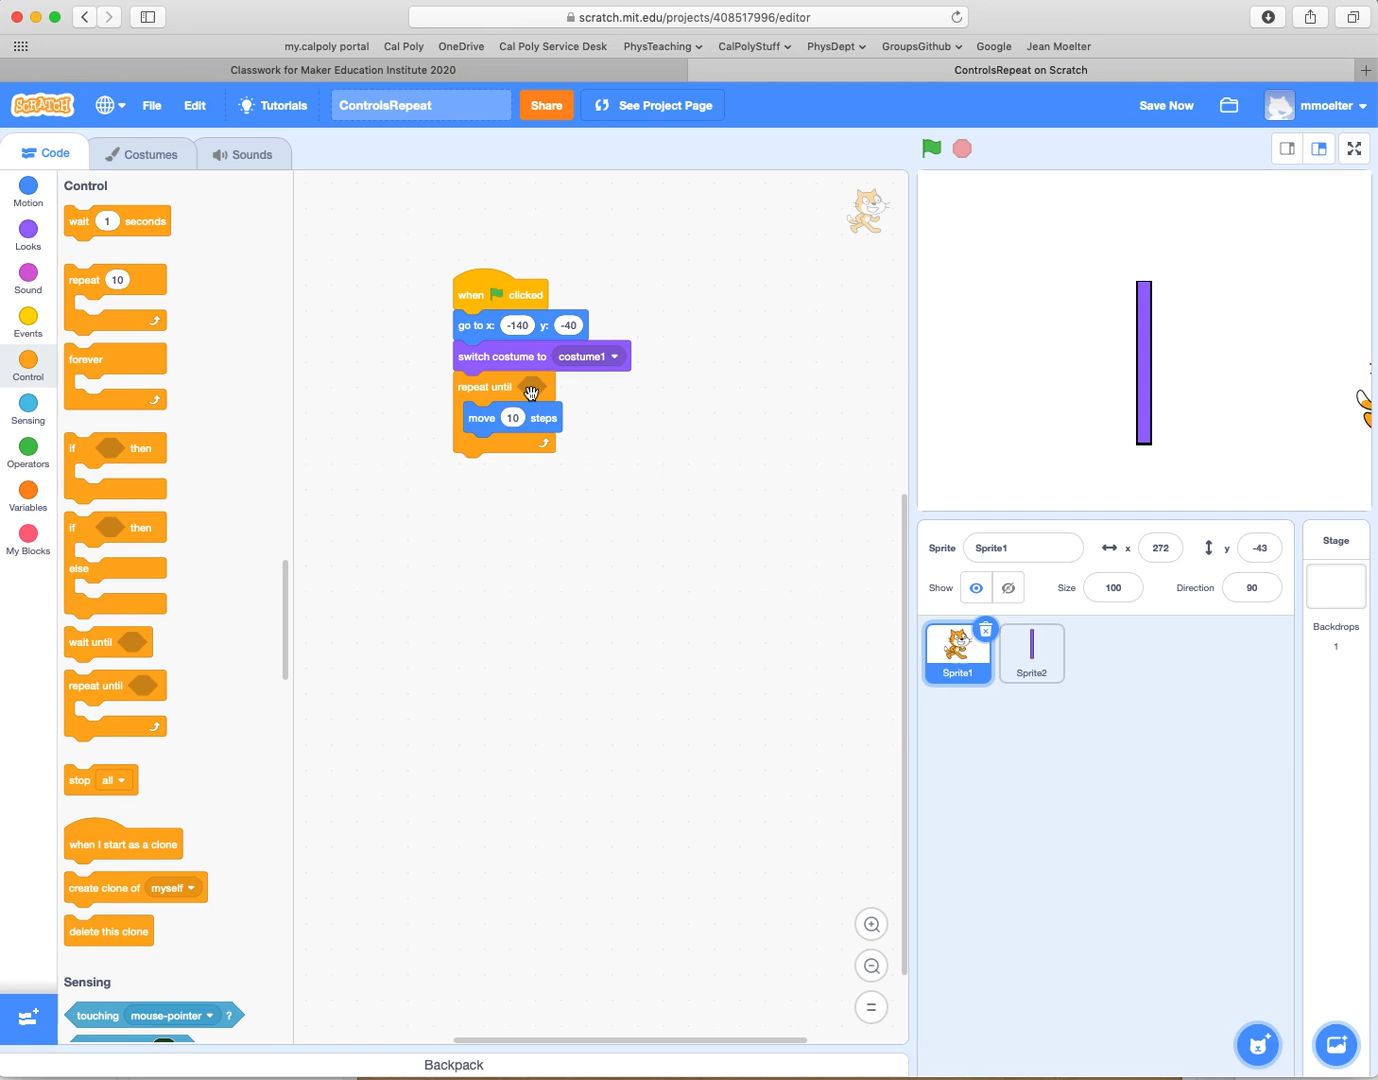 scratch.mit.edu/projects/408517996/editor
my.calpoly portal Cal Poly OneDrive Cal Poly Service Desk PhysTeaching CalPolyStuff PhysDept GroupsGithub Google Jean Moelter
Classwork for Maker Education Institute 2020 ControlsRepeat on Scratch
SCRATCH File Edit Tutorials ControlsRepeat Share See Project Page Save Now mmoelter
Code Costumes Sounds
Motion
Looks
Sound
Events
Control
Sensing
Operators
Variables
My Blocks
Control
wait 1 seconds
repeat 10
forever
if then
if then
else
wait until
repeat until
stop all
when I start as a clone
create clone of myself
delete this clone
Sensing
touching mouse-pointer ?
when clicked
go to x: -140 y: -40
switch costume to costume1
repeat until
move 10 steps
Sprite Sprite1 x 272 y -43
Show Size 100 Direction 90
Sprite1 Sprite2
Stage
Backdrops
1
Backpack